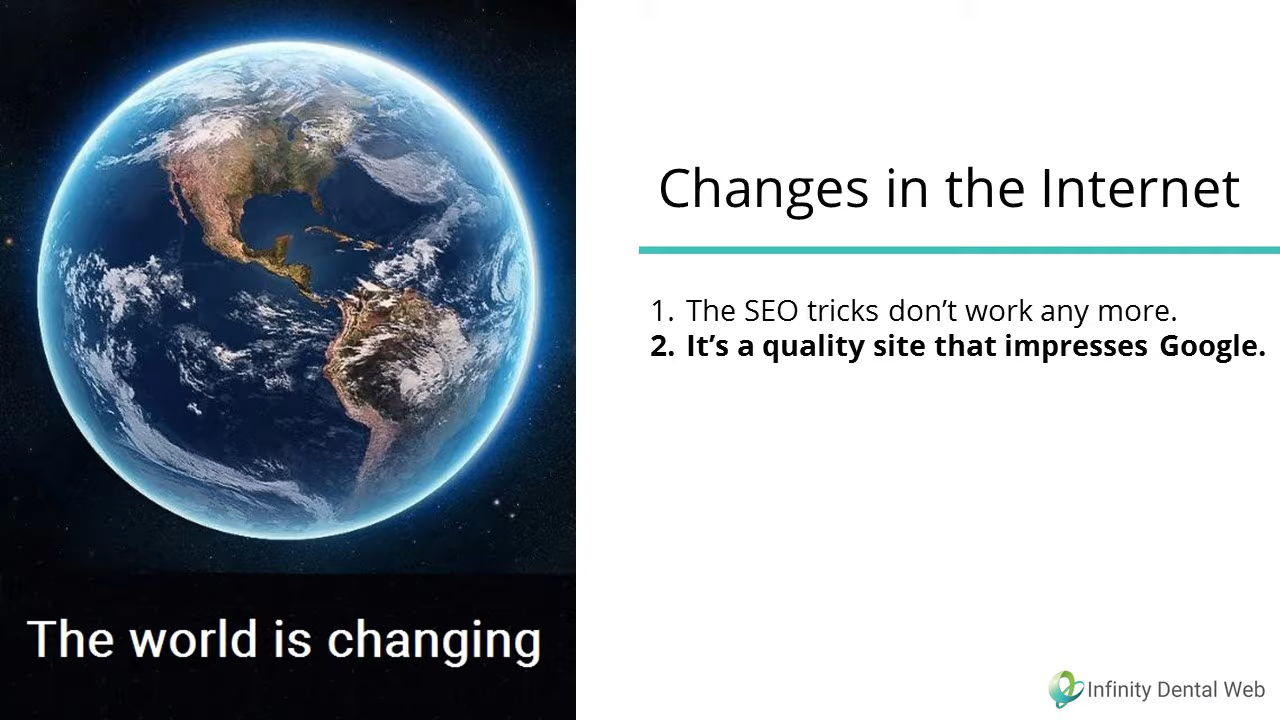 Changes in the Internet
1. The SEO tricks don’t work any more.
2. It’s a quality site that impresses Google.
The world is changing
Infinity Dental Web